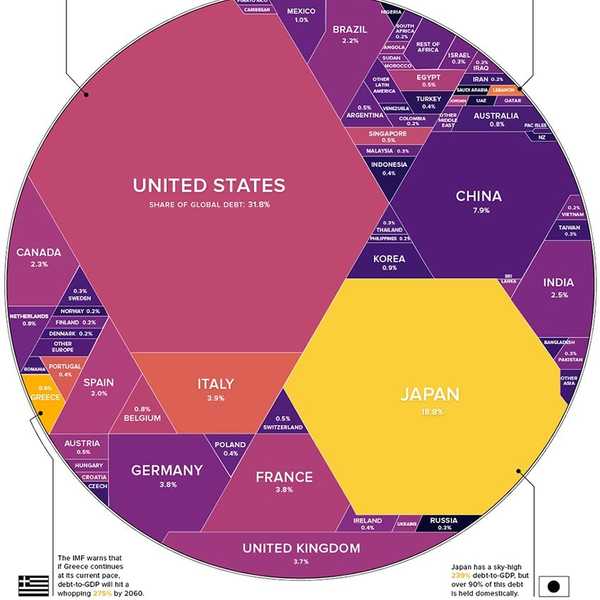 PUERTO RICO
CARIBBEAN
MEXICO
1.0%
BRAZIL
2.2%
NIGERIA
SOUTH
AFRICA
0.2%
ANGOLA
REST OF
AFRICA
SUDAN
MOROCCO
ISRAEL
0.3%
0.2%
IRAQ
EGYPT
0.5%
IRAN 0.2%
SAUDI ARABIA
LEBANON
OTHER
LATIN
AMERICA
TURKEY
0.4%
JORDAN
UAE
QATAR
0.5%
ARGENTINA
VENEZUELA
COLOMBIA
0.2%
OTHER
MIDDLE
EAST
AUSTRALIA
0.8%
PAC ISLES
NZ
SINGAPORE
0.5%
MALAYSIA 0.3%
INDONESIA
0.4%
UNITED STATES
SHARE OF GLOBAL DEBT: 31.8%
CHINA
7.9%
0.2%
VIETNAM
TAIWAN
0.3%
0.3%
THAILAND
PHILIPPINES 0.2%
KOREA
0.9%
CANADA
2.3%
SRI
LANKA
INDIA
2.5%
0.3%
SWEDEN
NETHERLANDS
0.8%
NORWAY 0.2%
FINLAND 0.2%
DENMARK 0.2%
OTHER
EUROPE
BANGLADESH
0.3%
PAKISTAN
ROMANIA
PORTUGAL
0.4%
OTHER
ASIA
GREECE
SPAIN
2.0%
ITALY
3.9%
JAPAN
18.8%
0.8%
BELGIUM
0.5%
SWITZERLAND
AUSTRIA
0.5%
POLAND
0.4%
HUNGARY
CROATIA
CZECH
GERMANY
3.8%
FRANCE
3.8%
IRELAND
0.4%
UKRAINE
RUSSIA
0.3%
UNITED KINGDOM
3.7%
The IMF warns that
if Greece continues
at its current pace,
debt-to-GDP will hit a
whopping 275% by 2060.
Japan has a sky-high
239% debt-to-GDP, but
over 90% of this debt
is held domestically.